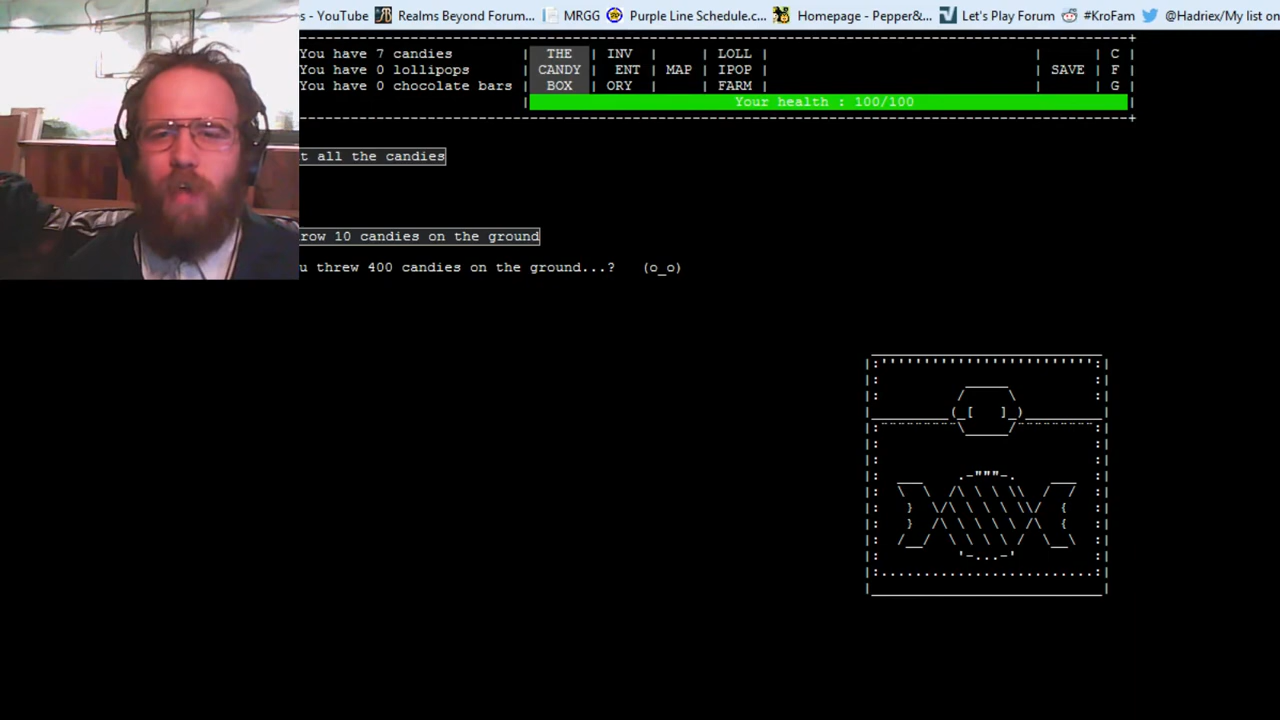 s - YouTube Realms Beyond Forum... MRGG Purple Line Schedule.c... Homepage - Pepper&... Let's Play Forum #KroFam @Hadriex/My list on
You have 7 candies | THE | INV | | LOLL | | | C |
You have 0 lollipops | CANDY | ENT | MAP | IPOP | | SAVE | F |
You have 0 chocolate bars | BOX | ORY | | FARM | | | G |
Your health : 100/100
t all the candies
row 10 candies on the ground
u threw 400 candies on the ground...? (o_o)